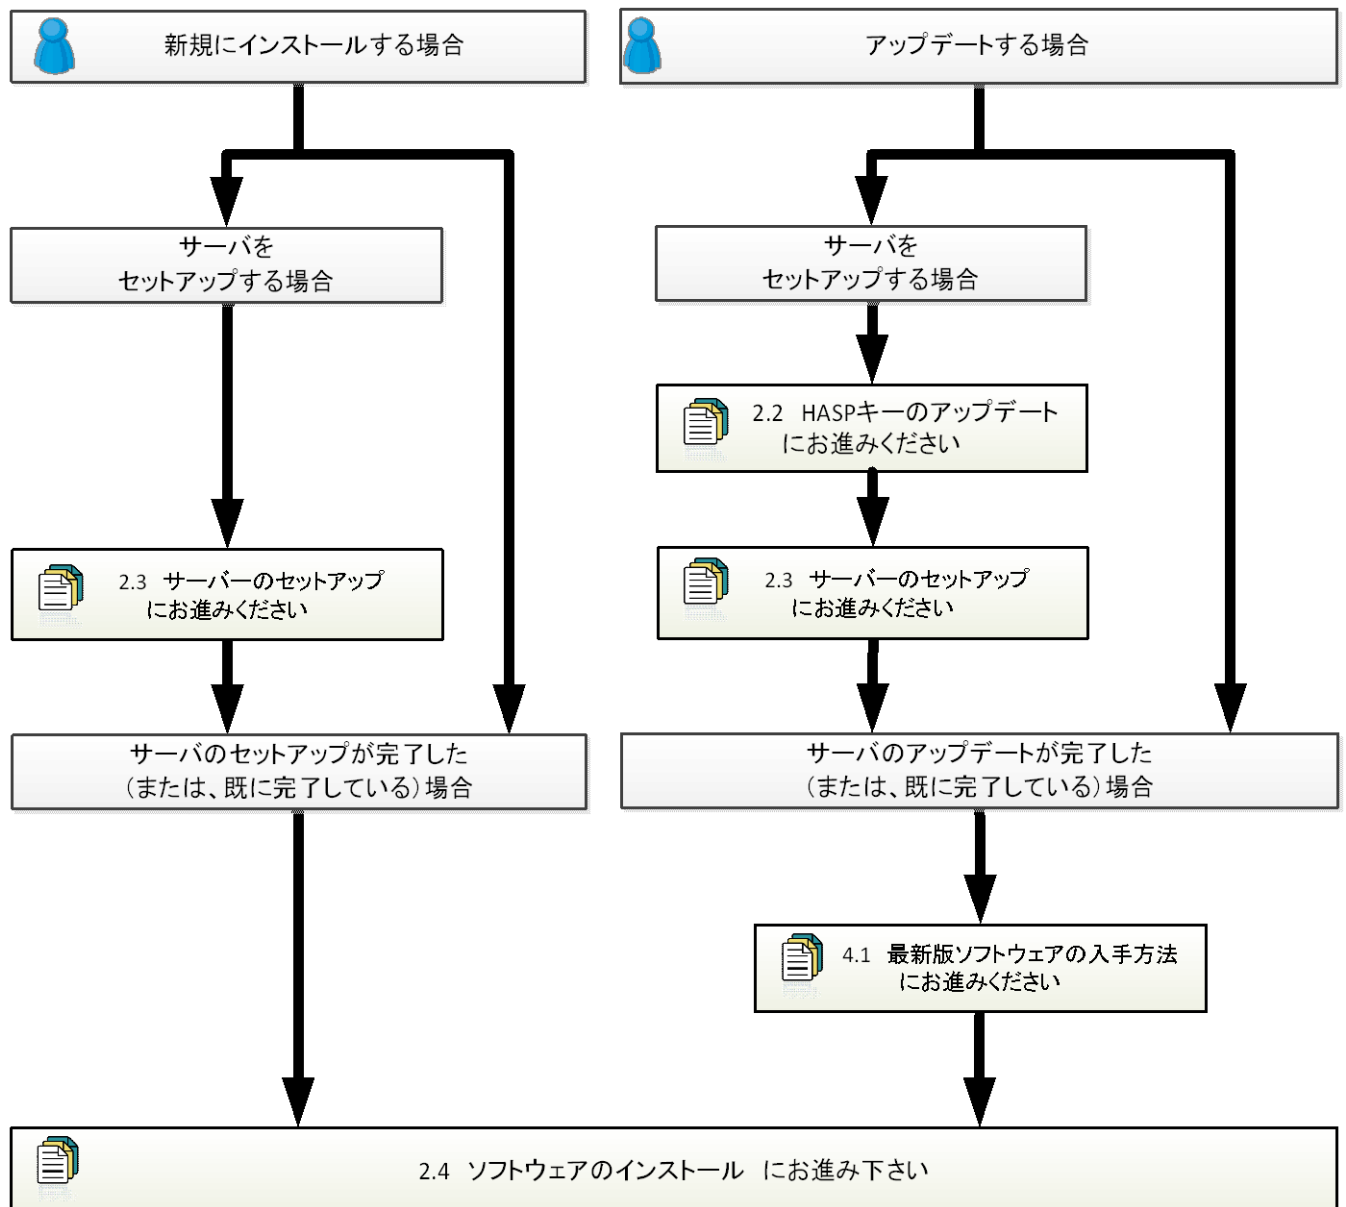 新規にインストールする場合
アップデートする場合
サーバを
セットアップする場合
サーバを
セットアップする場合
2.2 HASPキーのアップデート
にお進みください
2.3 サーバーのセットアップ
にお進みください
2.3 サーバーのセットアップ
にお進みください
サーバのセットアップが完了した
(または、既に完了している)場合
サーバのアップデートが完了した
(または、既に完了している)場合
4.1 最新版ソフトウェアの入手方法
にお進みください
2.4 ソフトウェアのインストール にお進み下さい